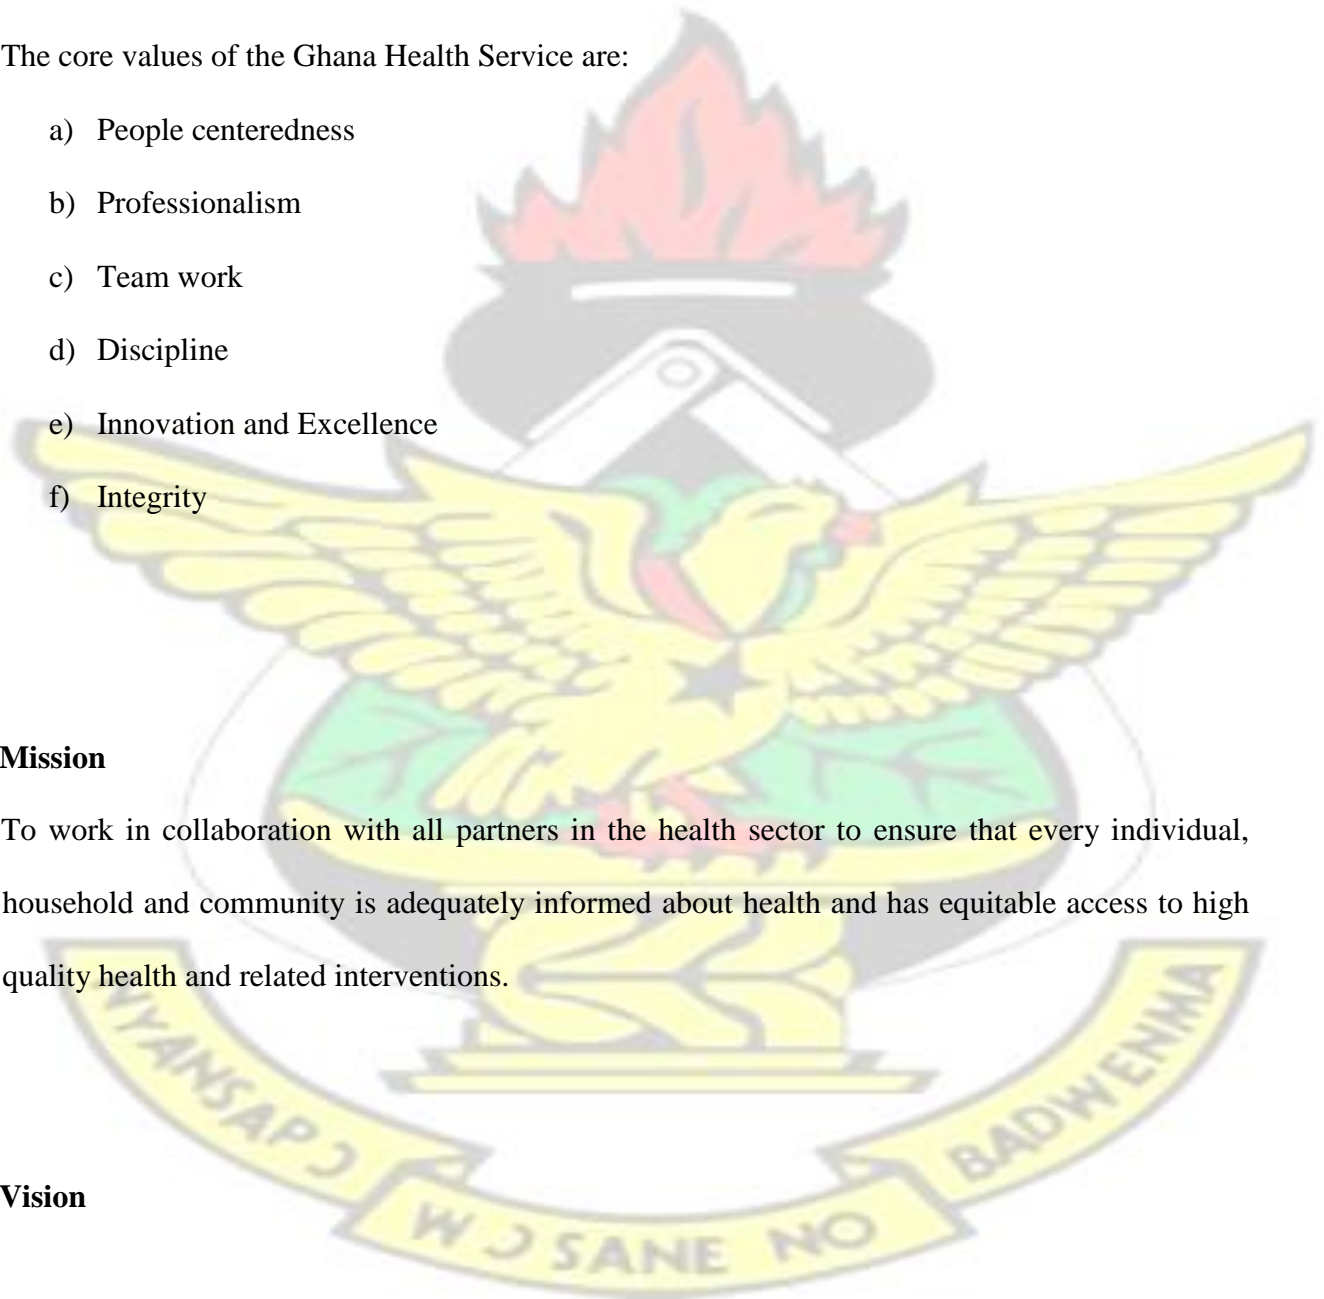 The core values of the Ghana Health Service are:
a) People centeredness
b) Professionalism
c) Team work
d) Discipline
e) Innovation and Excellence
f) Integrity
Mission
To work in collaboration with all partners in the health sector to ensure that every individual,
household and community is adequately informed about health and has equitable access to high
quality health and related interventions.
Vision
NYANSAPƆ WƆSANE NO BADWENMA